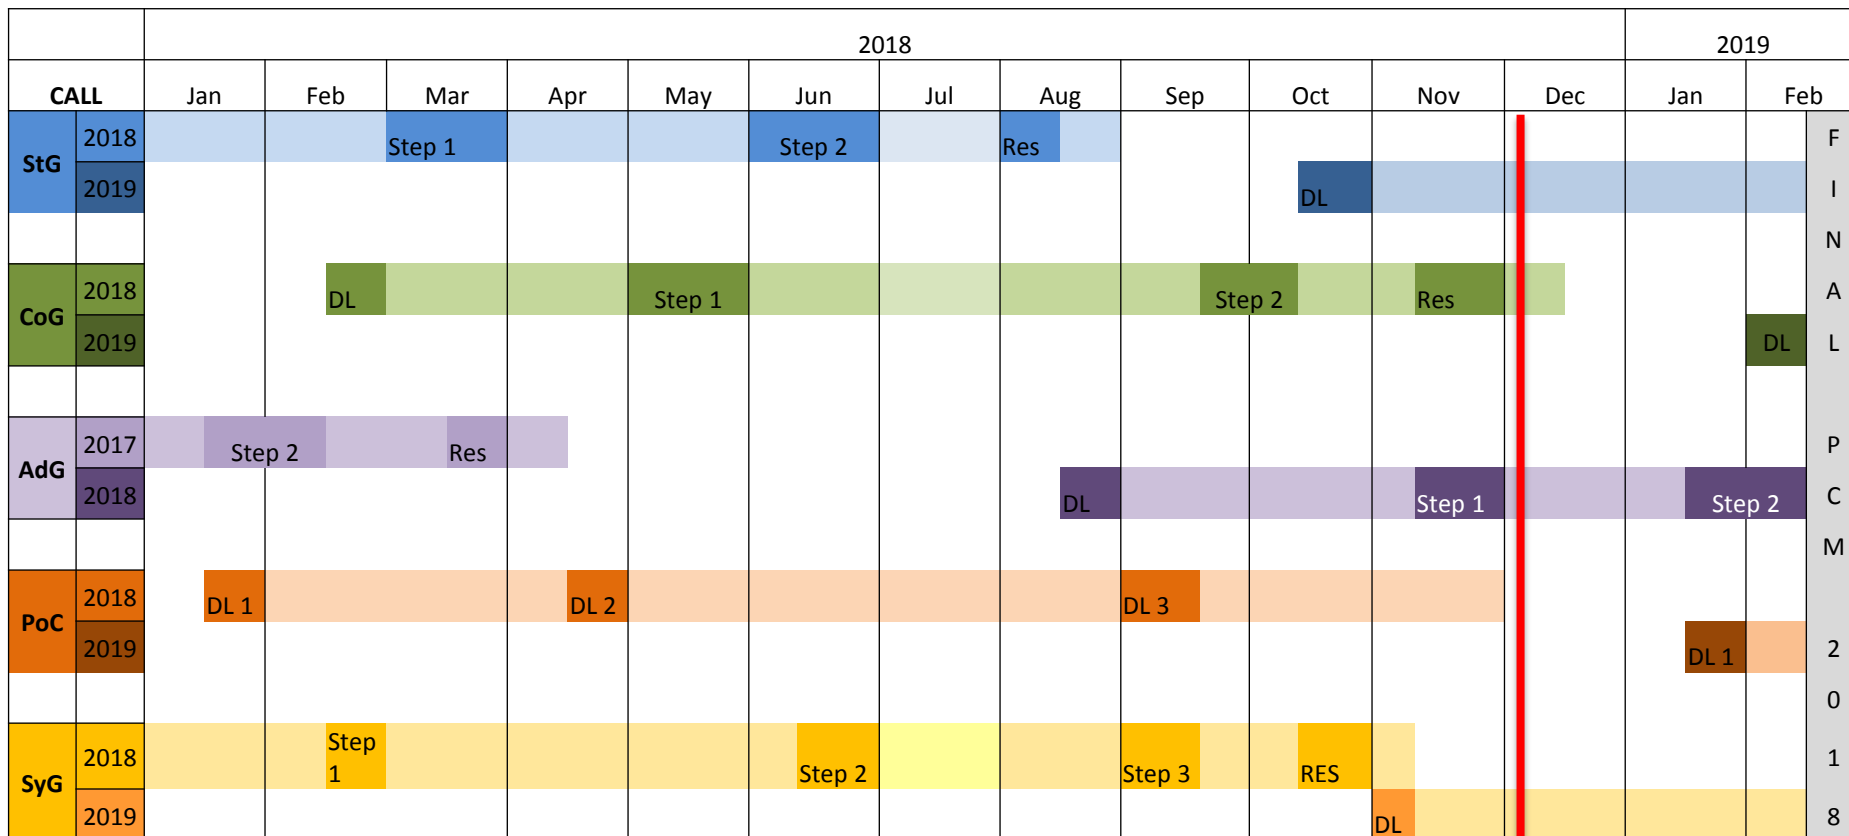 2018 2019
CALL Jan Feb Mar Apr May Jun Jul Aug Sep Oct Nov Dec Jan Feb
StG
2018 Step 1 Step 2 Res F
2019 DL I
N
CoG
2018 DL Step 1 Step 2 Res A
2019 DL L
AdG
2017 Step 2 Res P
2018 DL Step 1 Step 2 C
M
PoC
2018 DL 1 DL 2 DL 3
2019 DL 1 2
0
SyG
2018 Step 1 Step 2 Step 3 RES 1
2019 DL 8